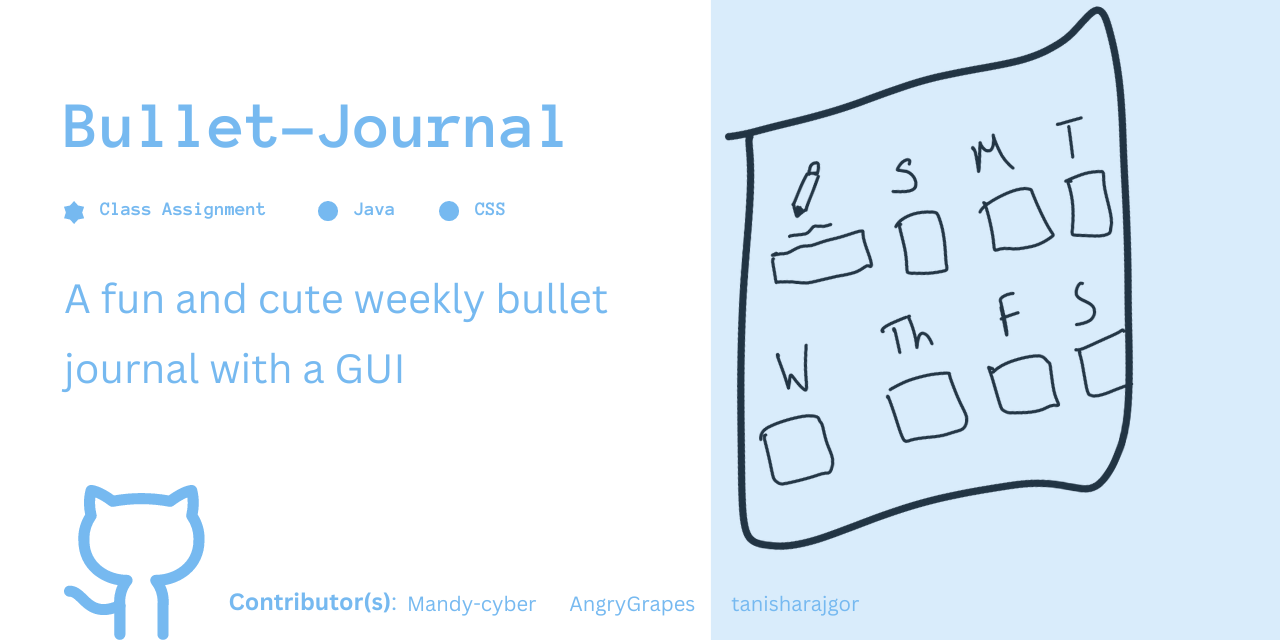 Bullet-Journal
Class Assignment Java CSS
A fun and cute weekly bullet
journal with a GUI
S M T
W Th F S
Contributor(s): Mandy-cyber AngryGrapes tanisharajgor